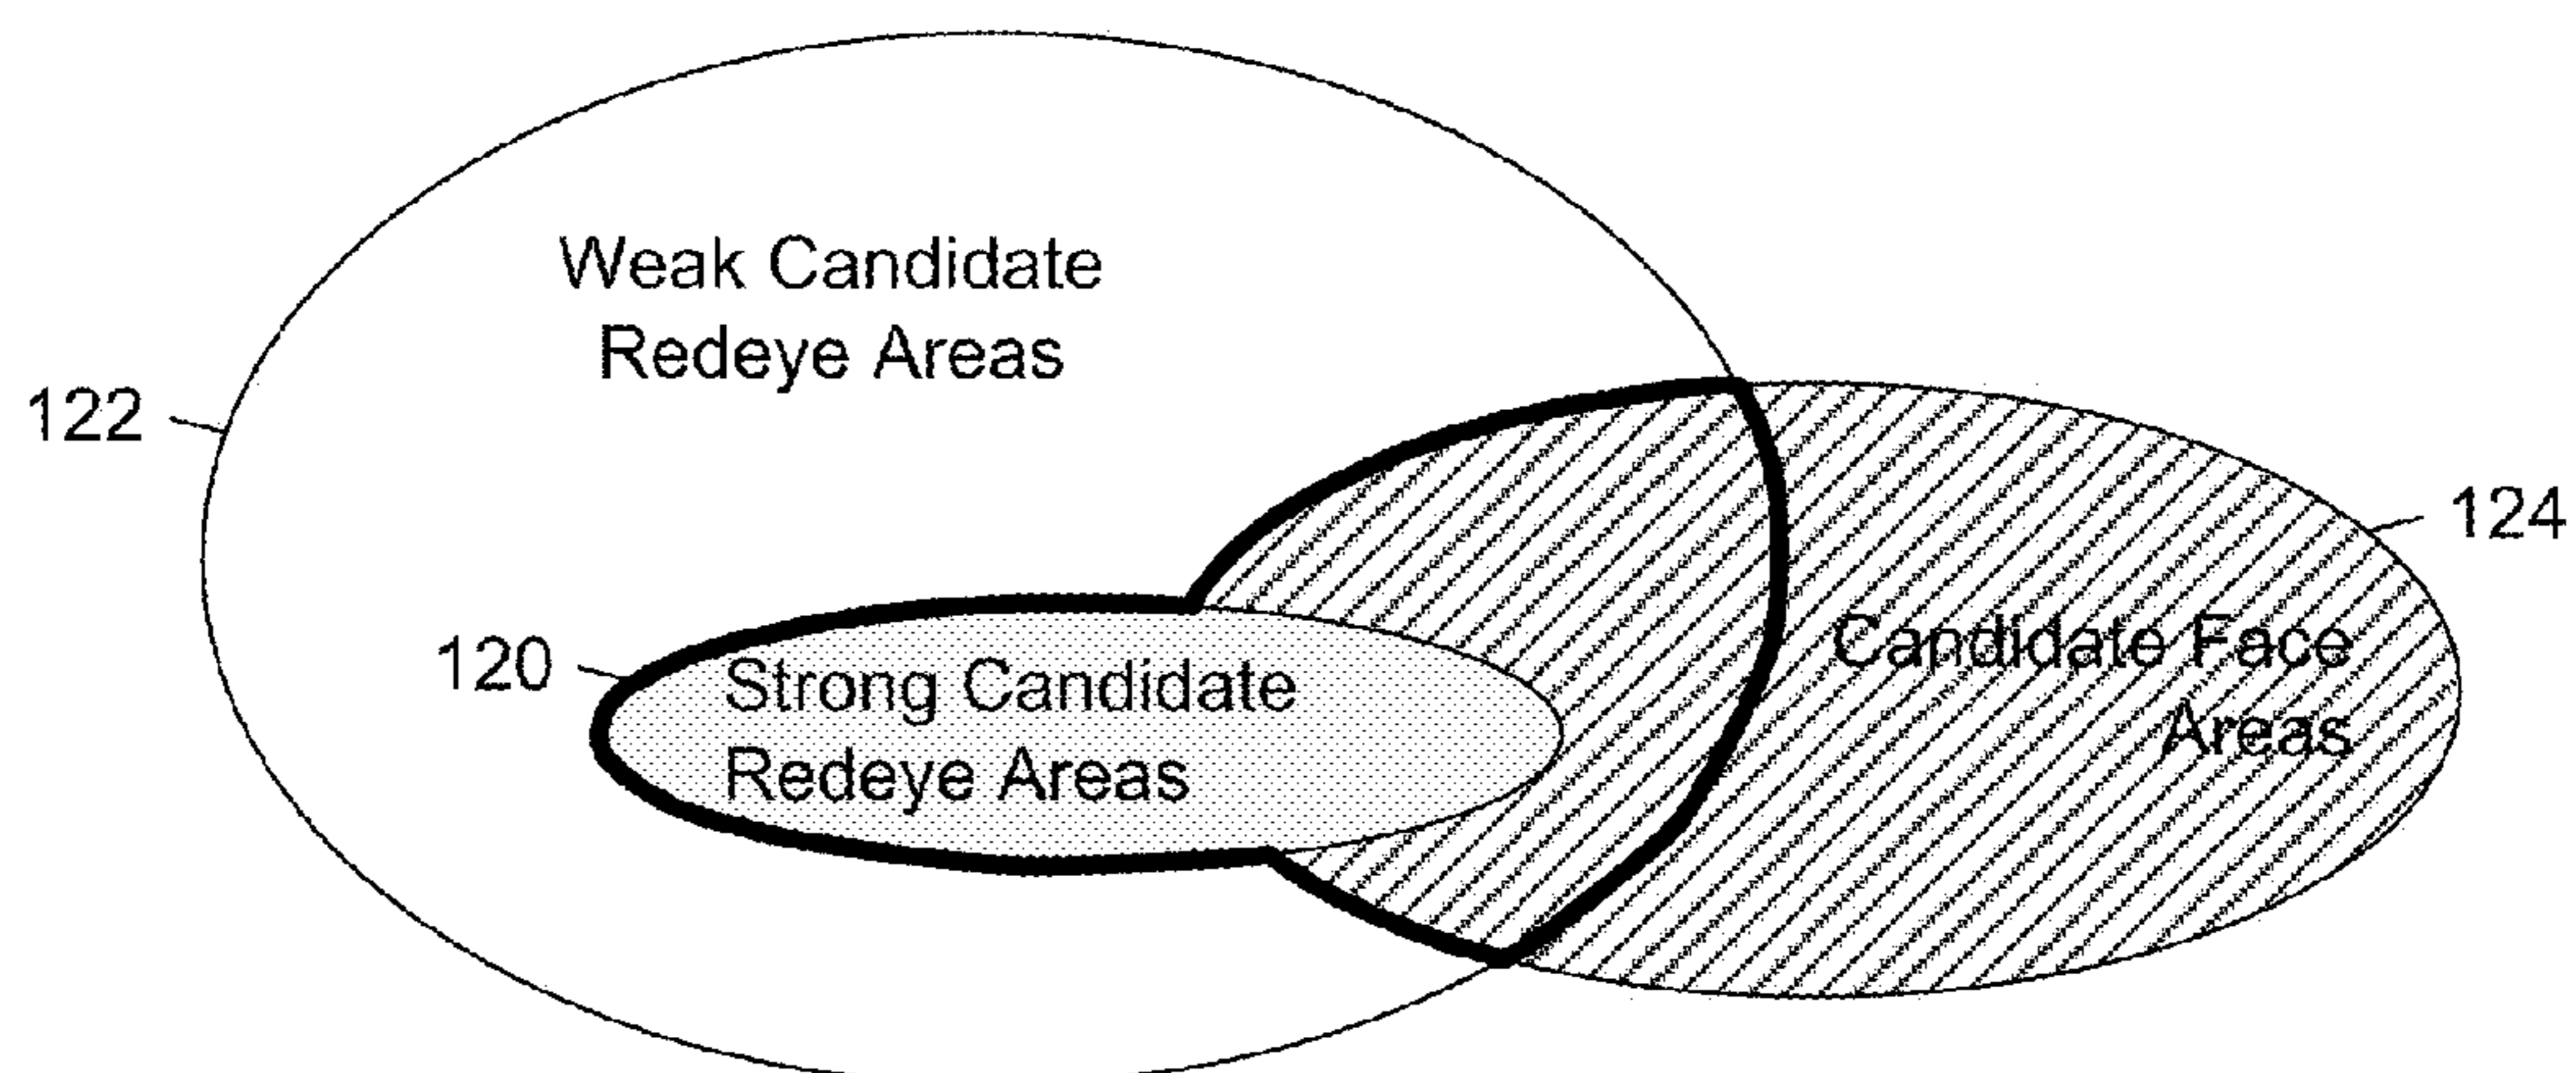 Weak Candidate
Redeye Areas
122
124
120
Strong Candidate
Redeye Areas
Candidate Face
Areas